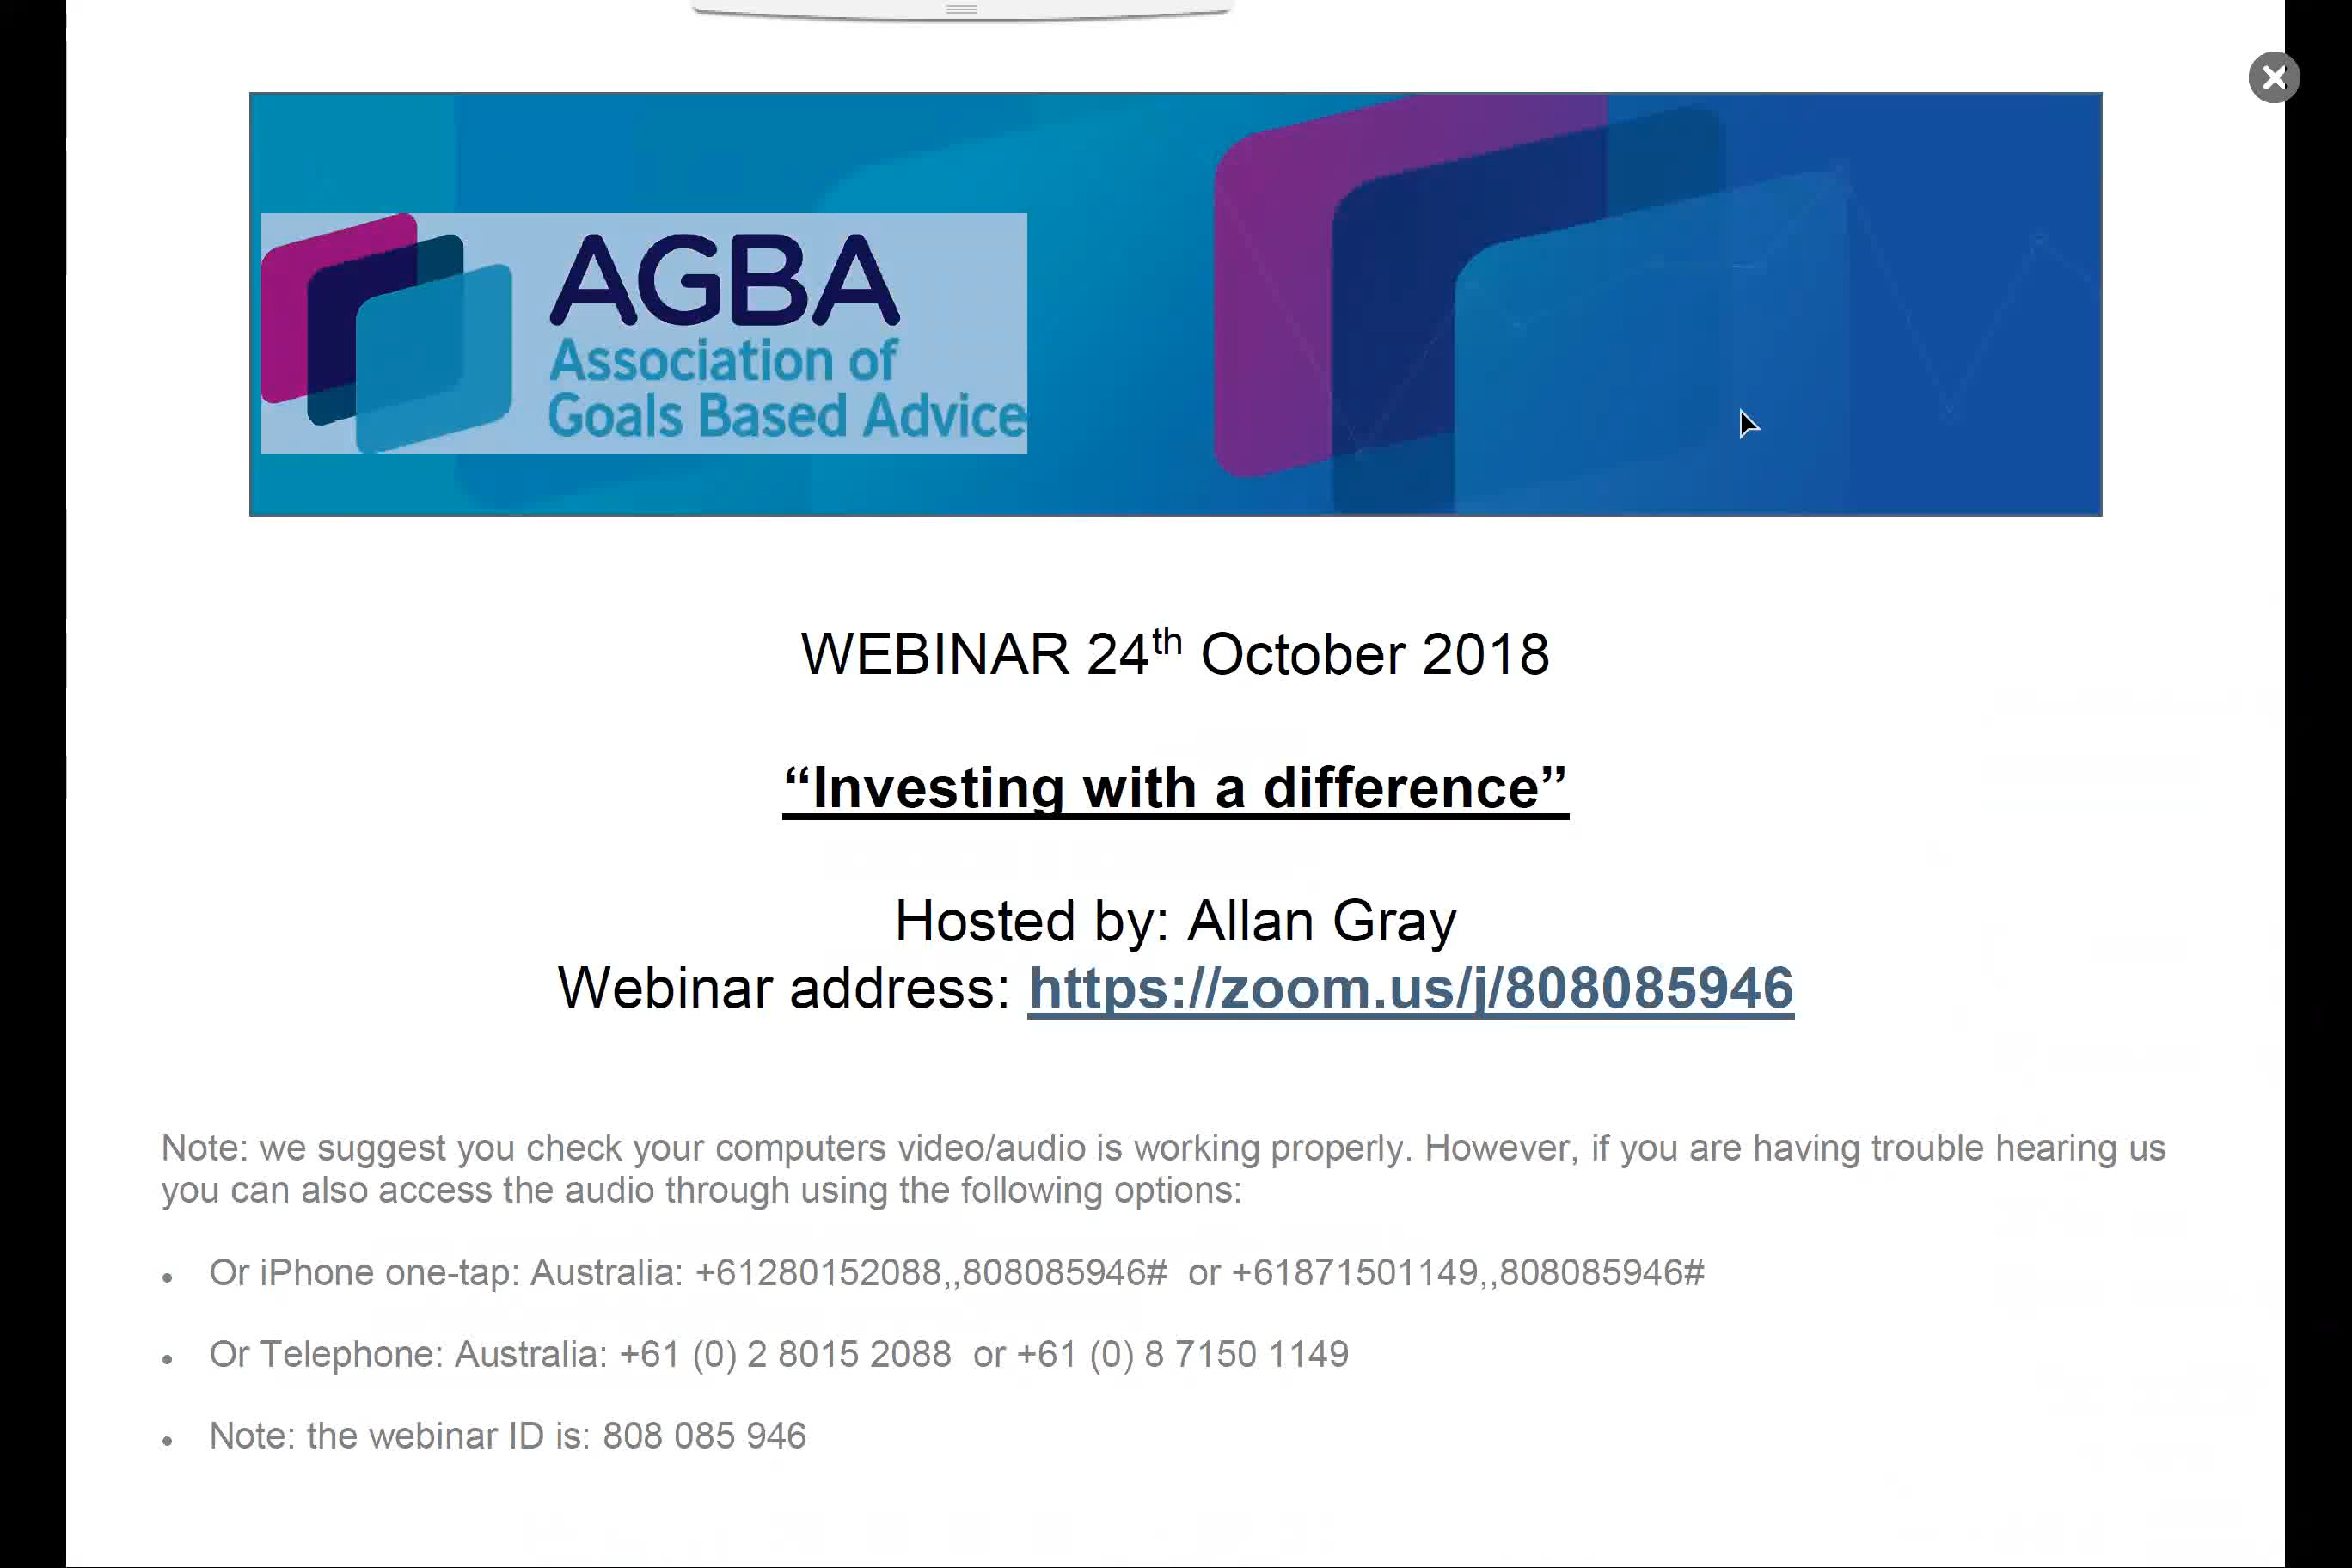 AGBA
Association of
Goals Based Advice
WEBINAR 24th October 2018
“Investing with a difference”
Hosted by: Allan Gray
Webinar address: https://zoom.us/j/808085946
Note: we suggest you check your computers video/audio is working properly. However, if you are having trouble hearing us
you can also access the audio through using the following options:
• Or iPhone one-tap: Australia: +61280152088,,808085946#  or +61871501149,,808085946#
• Or Telephone: Australia: +61 (0) 2 8015 2088  or +61 (0) 8 7150 1149
• Note: the webinar ID is: 808 085 946